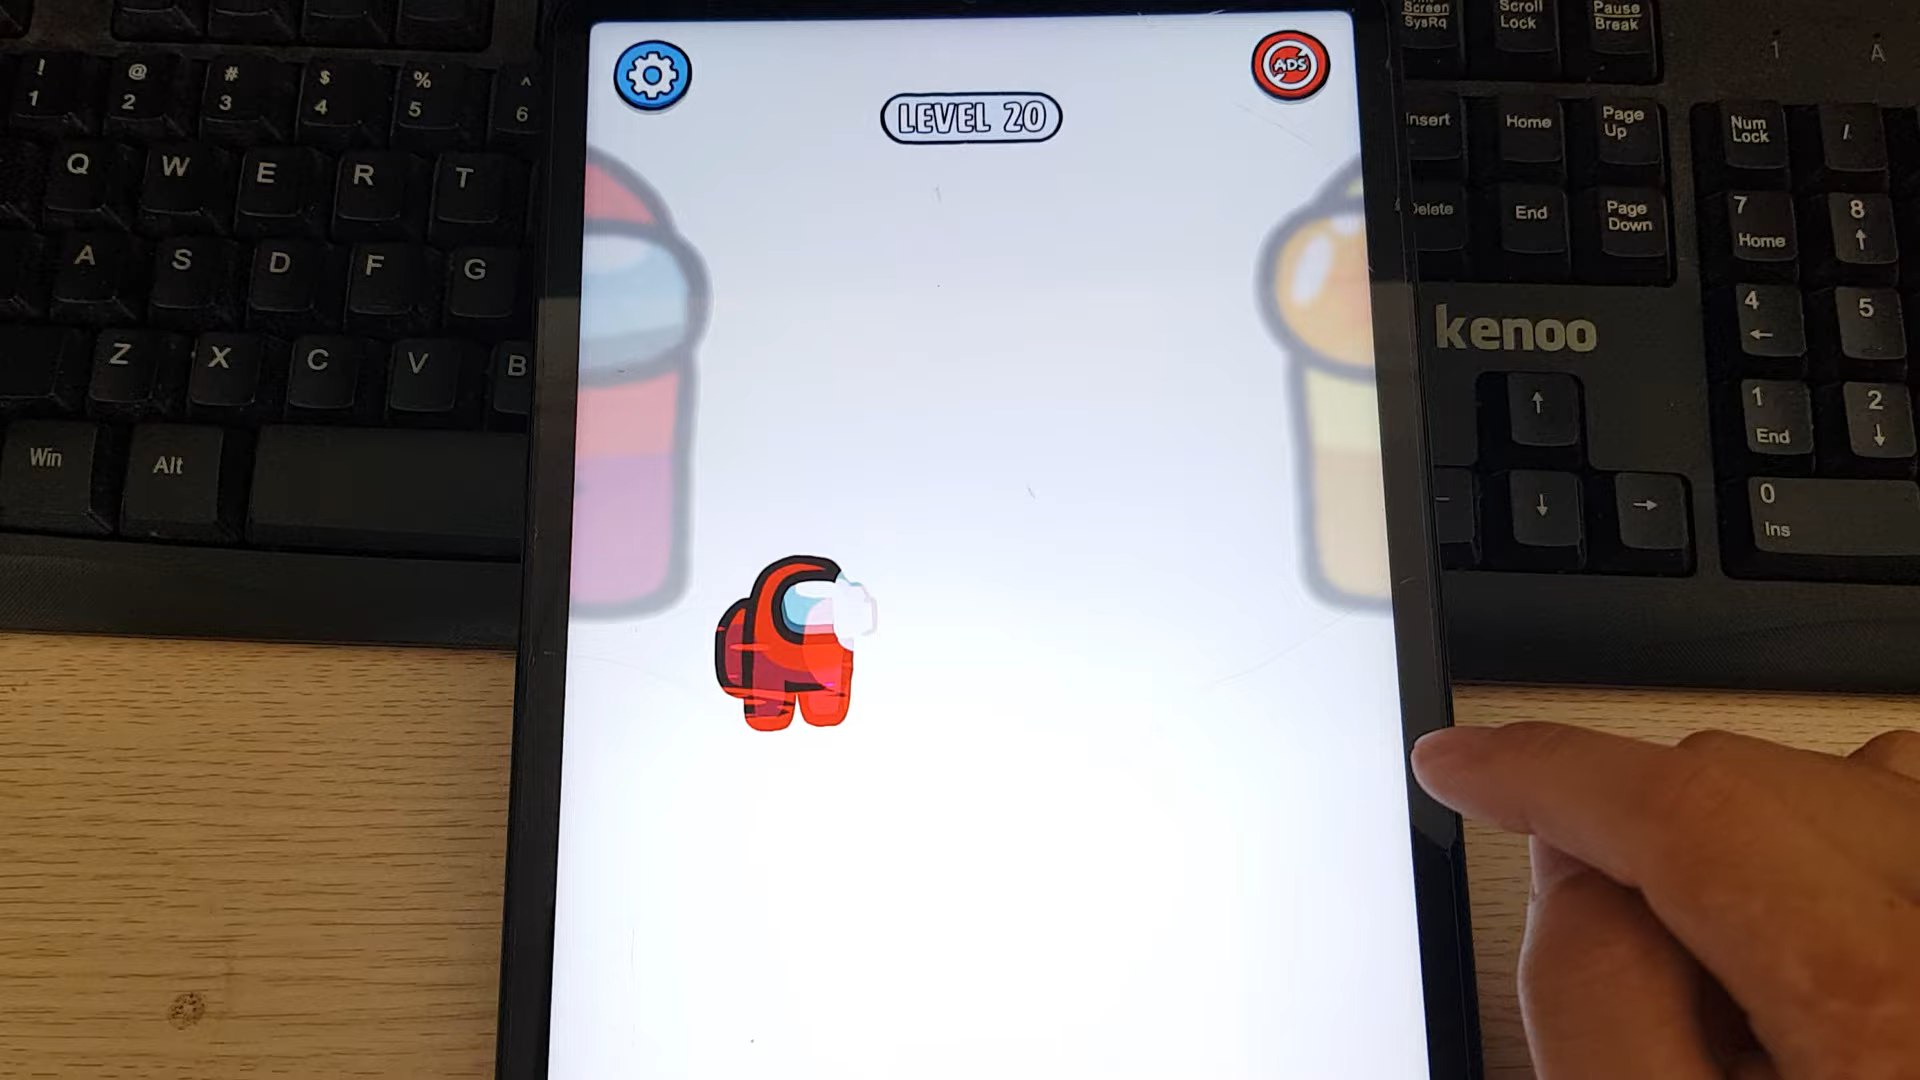 Screen
SysRq
Scroll
Lock
Pause
Break
1
A
!
1
@
2
#
3
$
4
%
5
^
6
ADS
LEVEL 20
Insert
Home
Page
Up
Num
Lock
/
Q
W
E
R
T
Delete
End
Page
Down
7
Home
8
↑
A
S
D
F
G
kenoo
4
←
5
Z
X
C
V
B
↑
1
End
2
↓
Win
Alt
↓
→
0
Ins